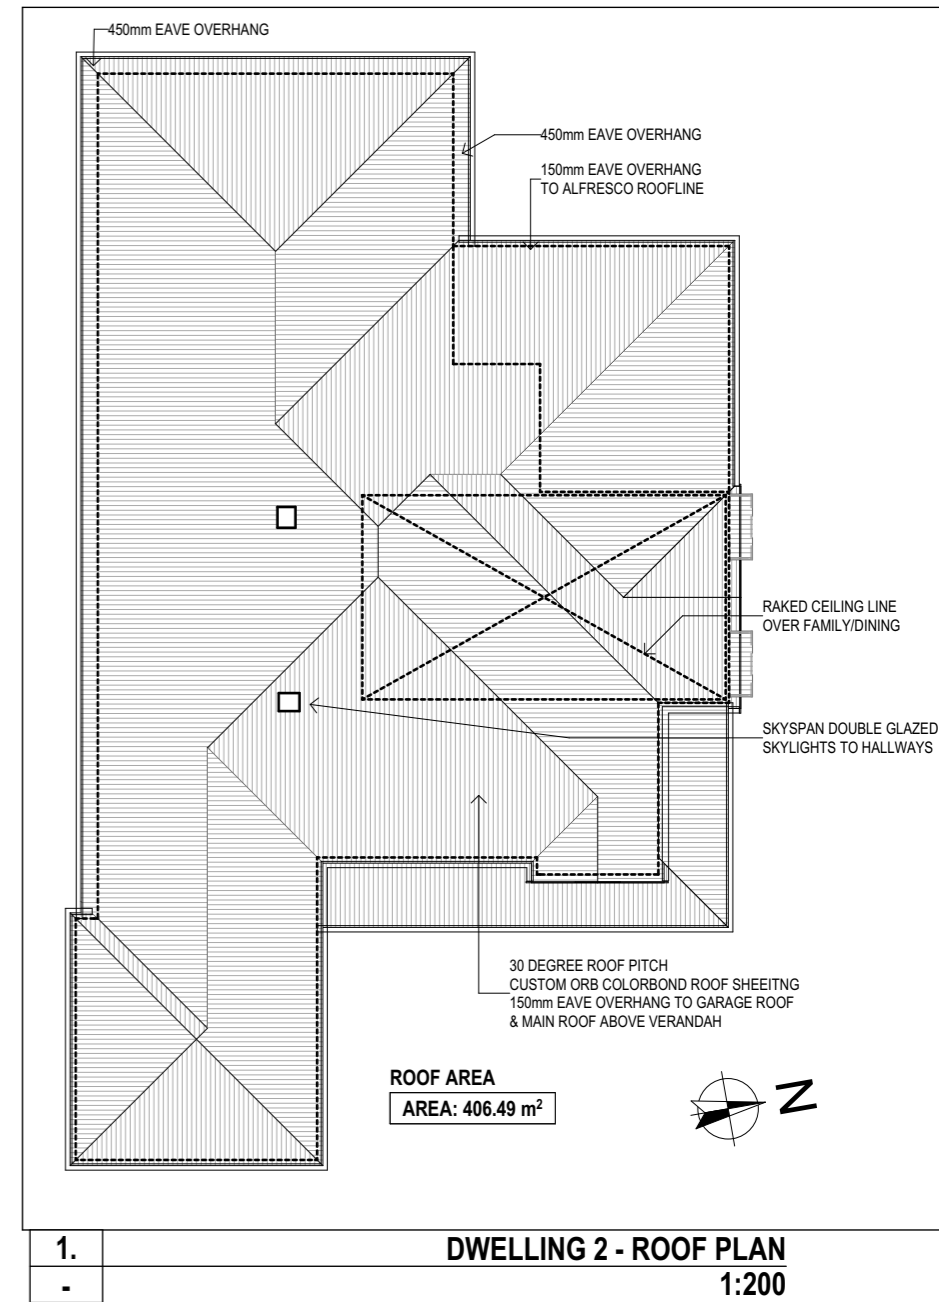 450mm EAVE OVERHANG
450mm EAVE OVERHANG
150mm EAVE OVERHANG
TO ALFRESCO ROOFLINE
RAKED CEILING LINE
OVER FAMILY/DINING
SKYSPAN DOUBLE GLAZED
SKYLIGHTS TO HALLWAYS
30 DEGREE ROOF PITCH
CUSTOM ORB COLORBOND ROOF SHEEITNG
150mm EAVE OVERHANG TO GARAGE ROOF
& MAIN ROOF ABOVE VERANDAH
ROOF AREA
AREA: 406.49 m²
N
1.
DWELLING 2 - ROOF PLAN
-
1:200